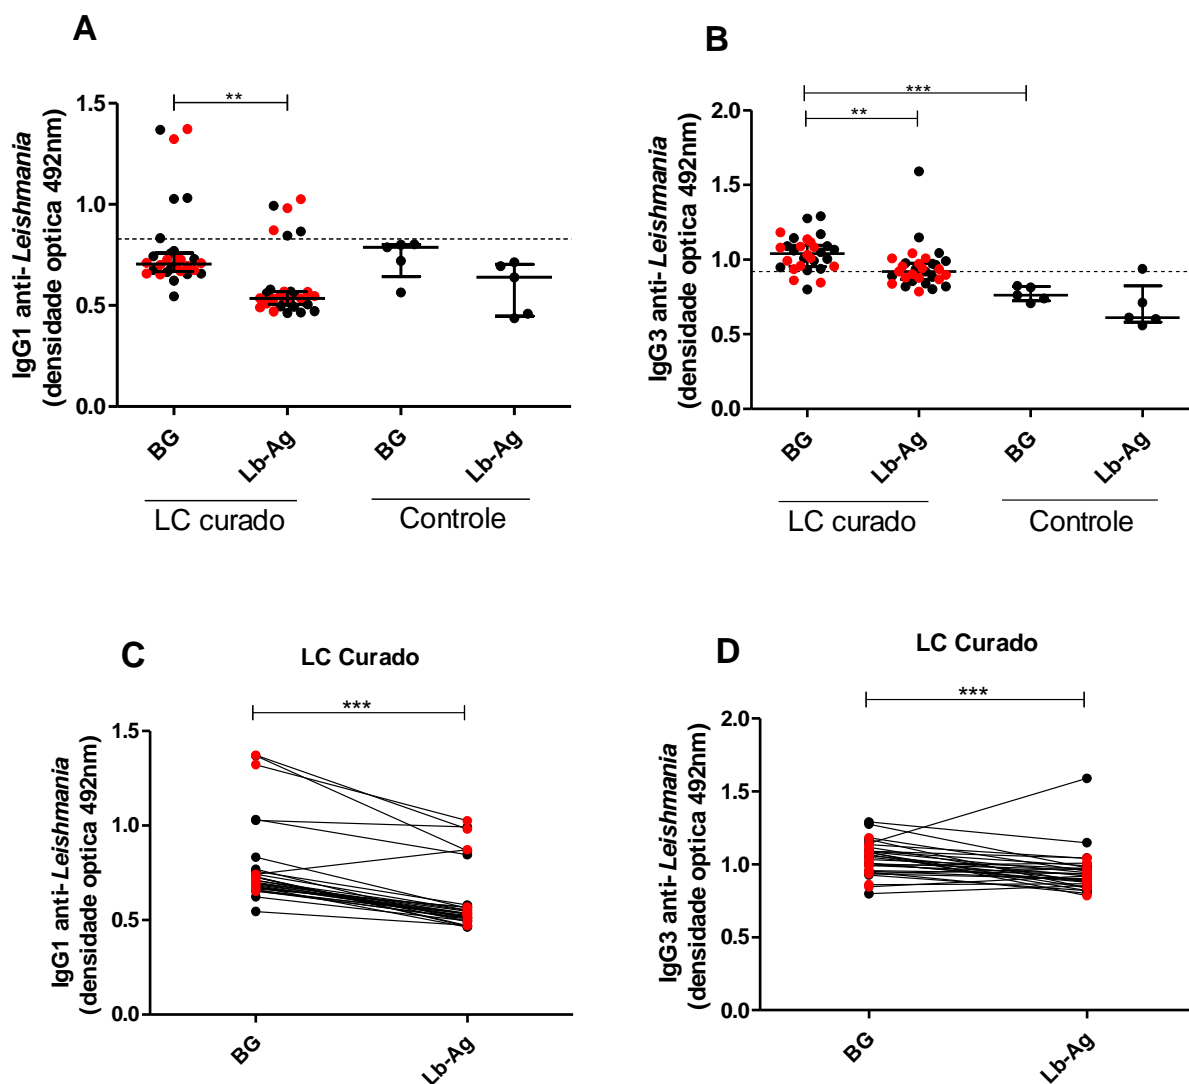 A
IgG1 anti-Leishmania
(densidade optica 492nm)
1.5
1.0
0.5
0.0
**
BG
Lb-Ag
BG
Lb-Ag
LC curado
Controle
B
IgG3 anti-Leishmania
(densidade optica 492nm)
2.0
1.5
1.0
0.5
0.0
***
**
BG
Lb-Ag
BG
Lb-Ag
LC curado
Controle
C
LC Curado
IgG1 anti-Leishmania
(densidade optica 492nm)
1.5
1.0
0.5
0.0
***
BG
Lb-Ag
D
LC Curado
IgG3 anti-Leishmania
(densidade optica 492nm)
2.0
1.5
1.0
0.5
0.0
***
BG
Lb-Ag